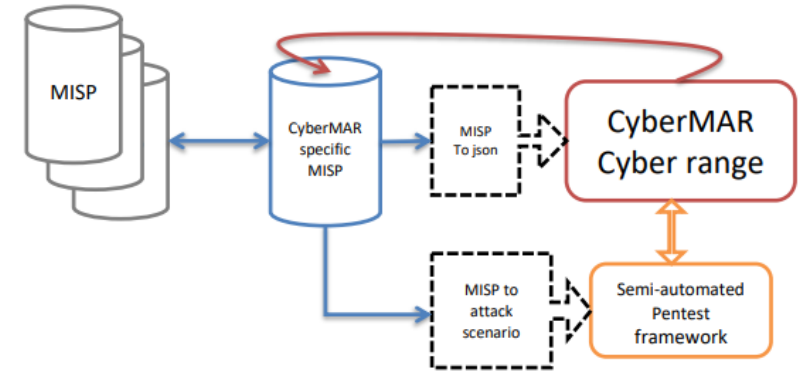 MISP
CyberMAR
specific
MISP
MISP
To json
CyberMAR
Cyber range
MISP to
attack
scenario
Semi-automated
Pentest
framework